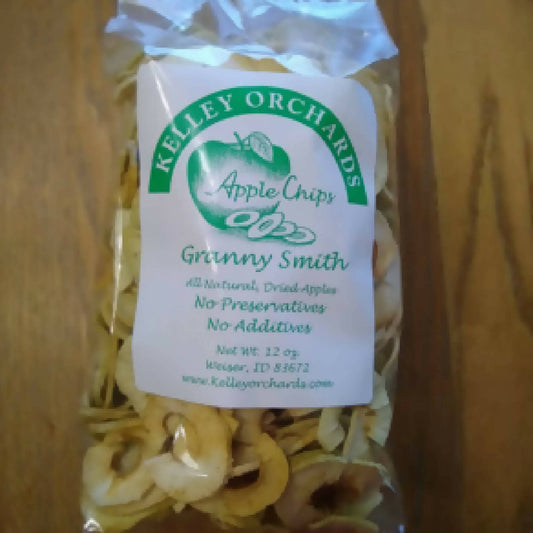 KELLEY ORCHARDS
Apple Chips
Granny Smith
All Natural, Dried Apples
No Preservatives
No Additives
Net Wt. 12 oz.
Weiser, ID 83672
www.Kelleyorchards.com